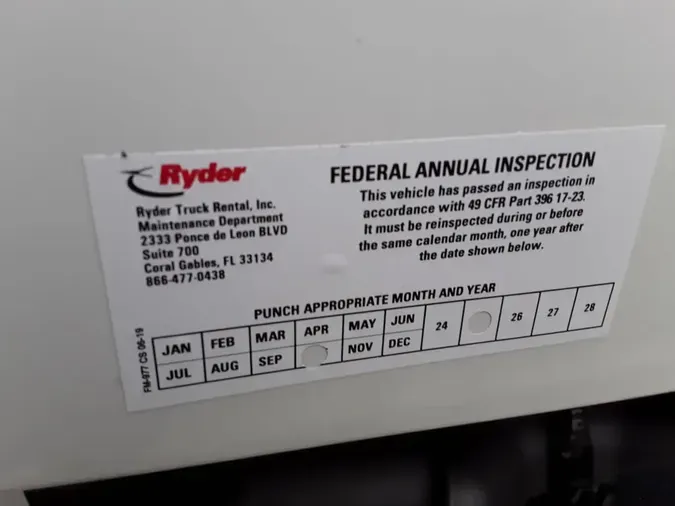 Ryder
Ryder Truck Rental, Inc.
Maintenance Department
2333 Ponce de Leon BLVD
Suite 700
Coral Gables, FL 33134
866-477-0438
FEDERAL ANNUAL INSPECTION
This vehicle has passed an inspection in
accordance with 49 CFR Part 396 17-23.
It must be reinspected during or before
the same calendar month, one year after
the date shown below.
PUNCH APPROPRIATE MONTH AND YEAR
JAN FEB MAR APR MAY JUN 24 26 27 28
JUL AUG SEP NOV DEC
FM-977 CS 06-19